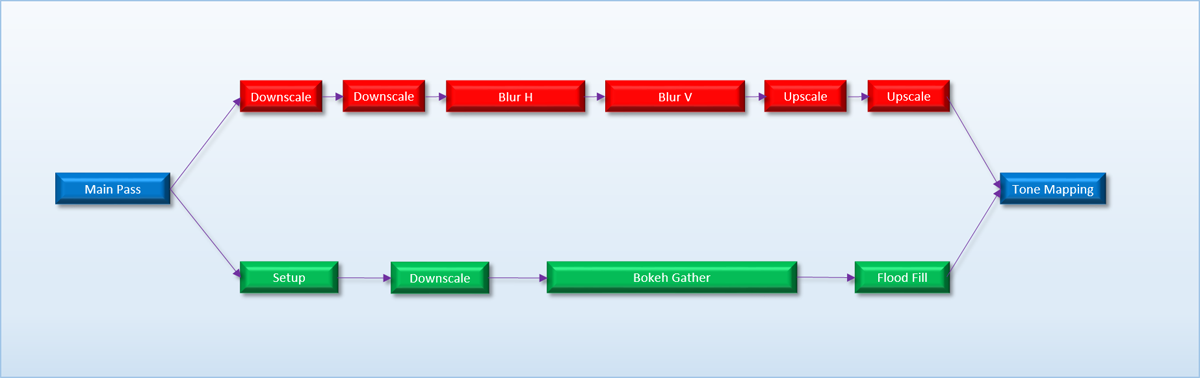 Downscale
Downscale
Blur H
Blur V
Upscale
Upscale
Main Pass
Tone Mapping
Setup
Downscale
Bokeh Gather
Flood Fill